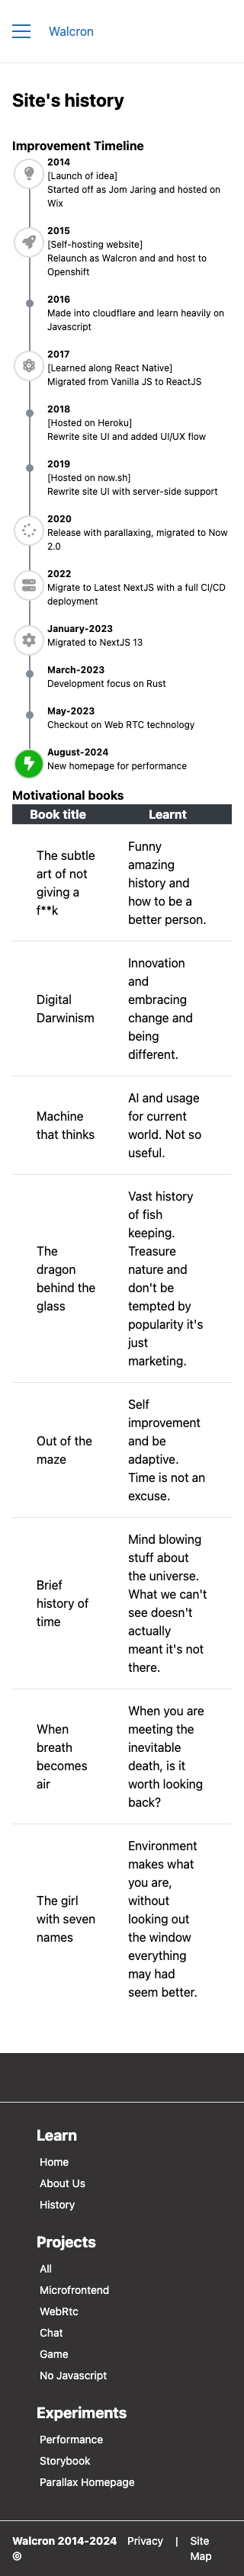 Walcron
Site's history
Improvement Timeline
2014
[Launch of idea]
Started off as Jom Jaring and hosted on
Wix
2015
[Self-hosting website]
Relaunch as Walcron and and host to
Openshift
2016
Made into cloudflare and learn heavily on
Javascript
2017
[Learned along React Native]
Migrated from Vanilla JS to ReactJS
2018
[Hosted on Heroku]
Rewrite site UI and added UI/UX flow
2019
[Hosted on now.sh]
Rewrite site UI with server-side support
2020
Release with parallaxing, migrated to Now
2.0
2022
Migrate to Latest NextJS with a full CI/CD
deployment
January-2023
Migrated to NextJS 13
March-2023
Development focus on Rust
May-2023
Checkout on Web RTC technology
August-2024
New homepage for performance
Motivational books
Book title Learnt
The subtle
art of not
giving a
f**k
Funny
amazing
history and
how to be a
better person.
Digital
Darwinism
Innovation
and
embracing
change and
being
different.
Machine
that thinks
AI and usage
for current
world. Not so
useful.
The
dragon
behind the
glass
Vast history
of fish
keeping.
Treasure
nature and
don't be
tempted by
popularity it's
just
marketing.
Out of the
maze
Self
improvement
and be
adaptive.
Time is not an
excuse.
Brief
history of
time
Mind blowing
stuff about
the universe.
What we can't
see doesn't
actually
meant it's not
there.
When
breath
becomes
air
When you are
meeting the
inevitable
death, is it
worth looking
back?
The girl
with seven
names
Environment
makes what
you are,
without
looking out
the window
everything
may had
seem better.
Learn
Home
About Us
History
Projects
All
Microfrontend
WebRtc
Chat
Game
No Javascript
Experiments
Performance
Storybook
Parallax Homepage
Walcron 2014-2024
©
Privacy | Site
Map